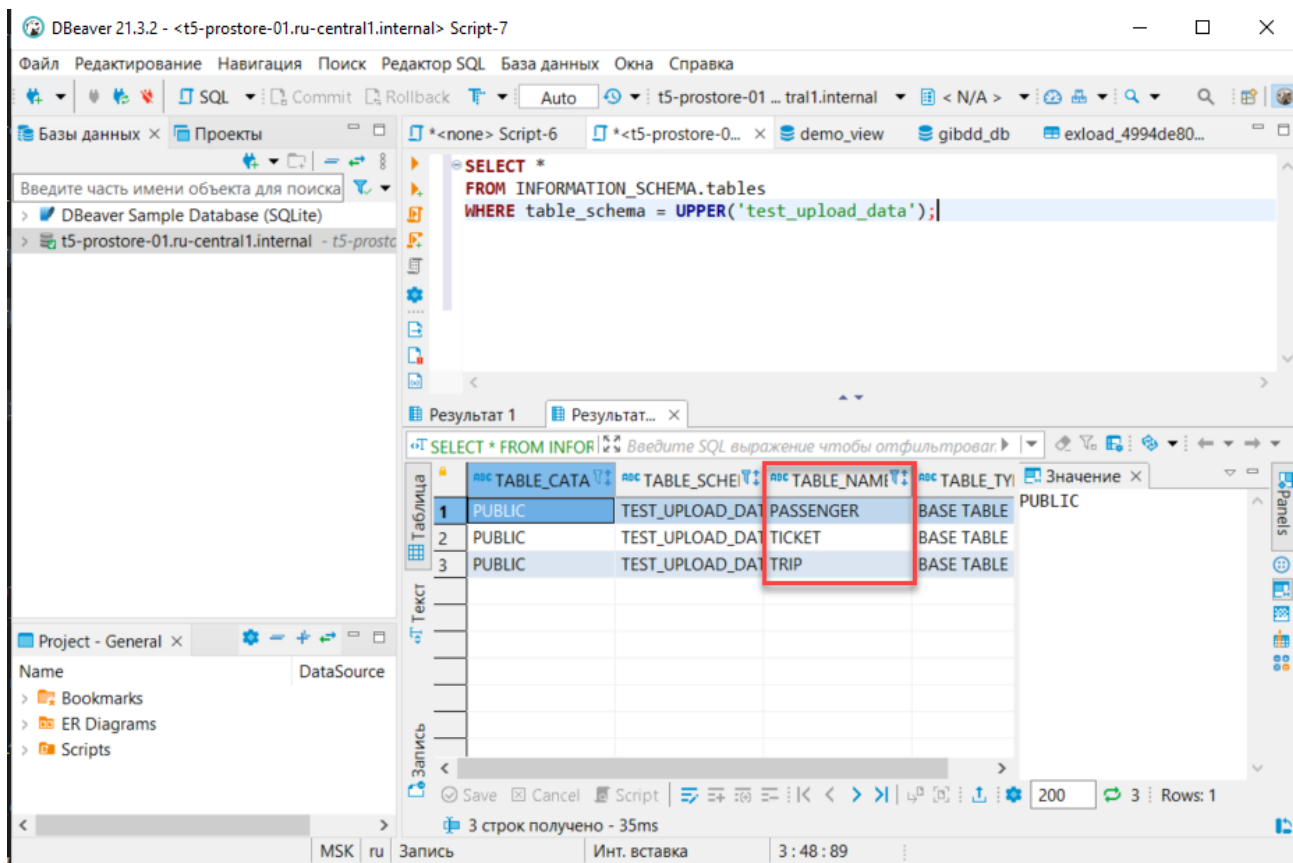 DBeaver 21.3.2 - <t5-prostore-01.ru-central1.internal> Script-7
Файл Редактирование Навигация Поиск Редактор SQL База данных Окна Справка
SQL Commit Rollback Auto t5-prostore-01 ... tral1.internal < N/A >
Базы данных Проекты
*<none> Script-6 *<t5-prostore-0... demo_view gibdd_db exload_4994de80...
Введите часть имени объекта для поиска
DBeaver Sample Database (SQLite)
t5-prostore-01.ru-central1.internal - t5-prosto
SELECT *
FROM INFORMATION_SCHEMA.tables
WHERE table_schema = UPPER('test_upload_data');
Результат 1 Результат...
SELECT * FROM INFOR Введите SQL выражение чтобы отфильтроват.
Таблица
Текст
Запись
ABC TABLE_CATA ABC TABLE_SCHEI ABC TABLE_NAME ABC TABLE_TYI
1 PUBLIC TEST_UPLOAD_DAT PASSENGER BASE TABLE
2 PUBLIC TEST_UPLOAD_DAT TICKET BASE TABLE
3 PUBLIC TEST_UPLOAD_DAT TRIP BASE TABLE
Значение
PUBLIC
Panels
Project - General
Name DataSource
Bookmarks
ER Diagrams
Scripts
Save Cancel Script 200 3 Rows: 1
3 строк получено - 35ms
MSK ru Запись Инт. вставка 3 : 48 : 89